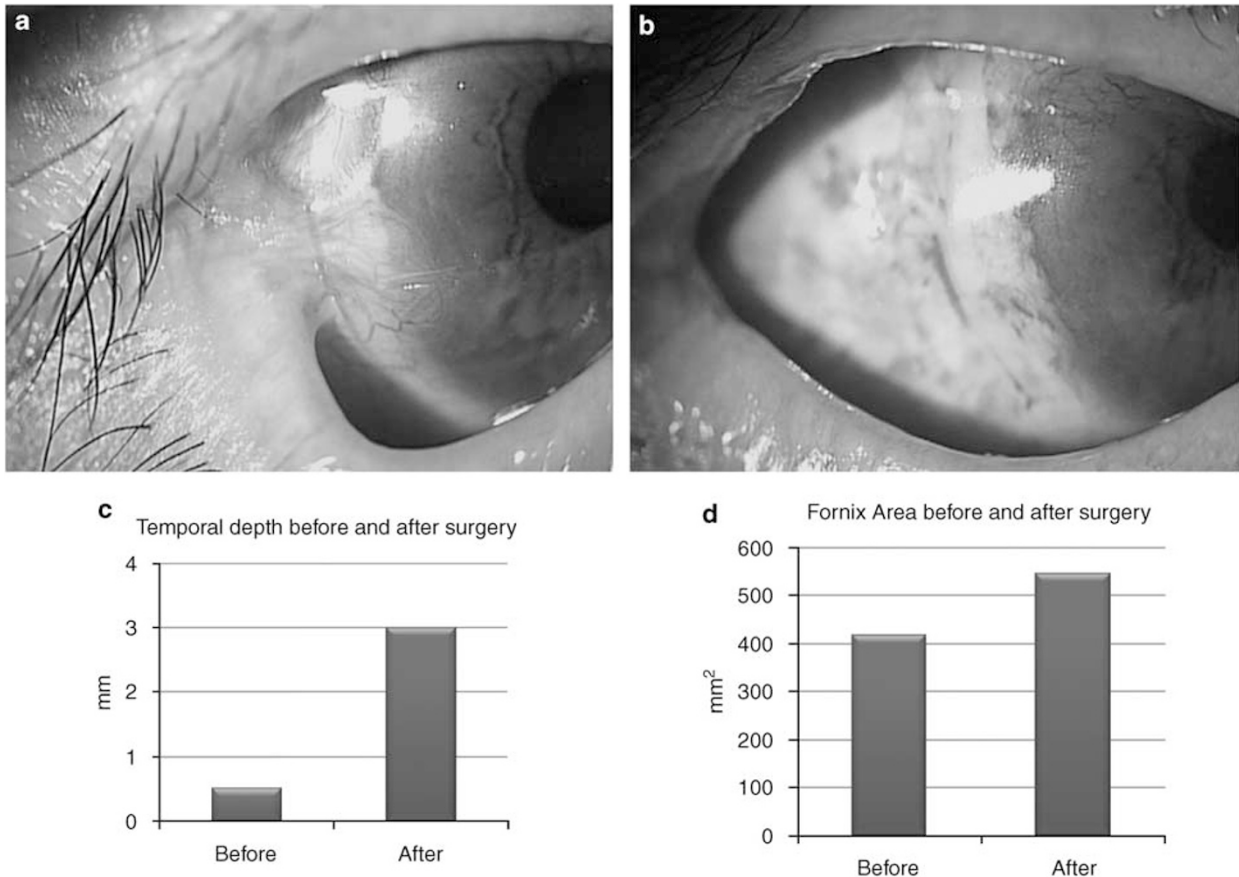 a
b
c
Temporal depth before and after surgery
4
3
2
1
0
mm
Before
After
d
Fornix Area before and after surgery
600
500
400
300
200
100
0
mm²
Before
After